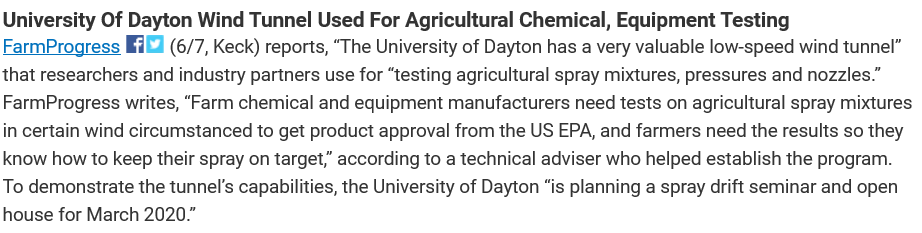 University Of Dayton Wind Tunnel Used For Agricultural Chemical, Equipment Testing
FarmProgress (6/7, Keck) reports, “The University of Dayton has a very valuable low-speed wind tunnel”
that researchers and industry partners use for “testing agricultural spray mixtures, pressures and nozzles.”
FarmProgress writes, “Farm chemical and equipment manufacturers need tests on agricultural spray mixtures
in certain wind circumstanced to get product approval from the US EPA, and farmers need the results so they
know how to keep their spray on target,” according to a technical adviser who helped establish the program.
To demonstrate the tunnel’s capabilities, the University of Dayton “is planning a spray drift seminar and open
house for March 2020.”